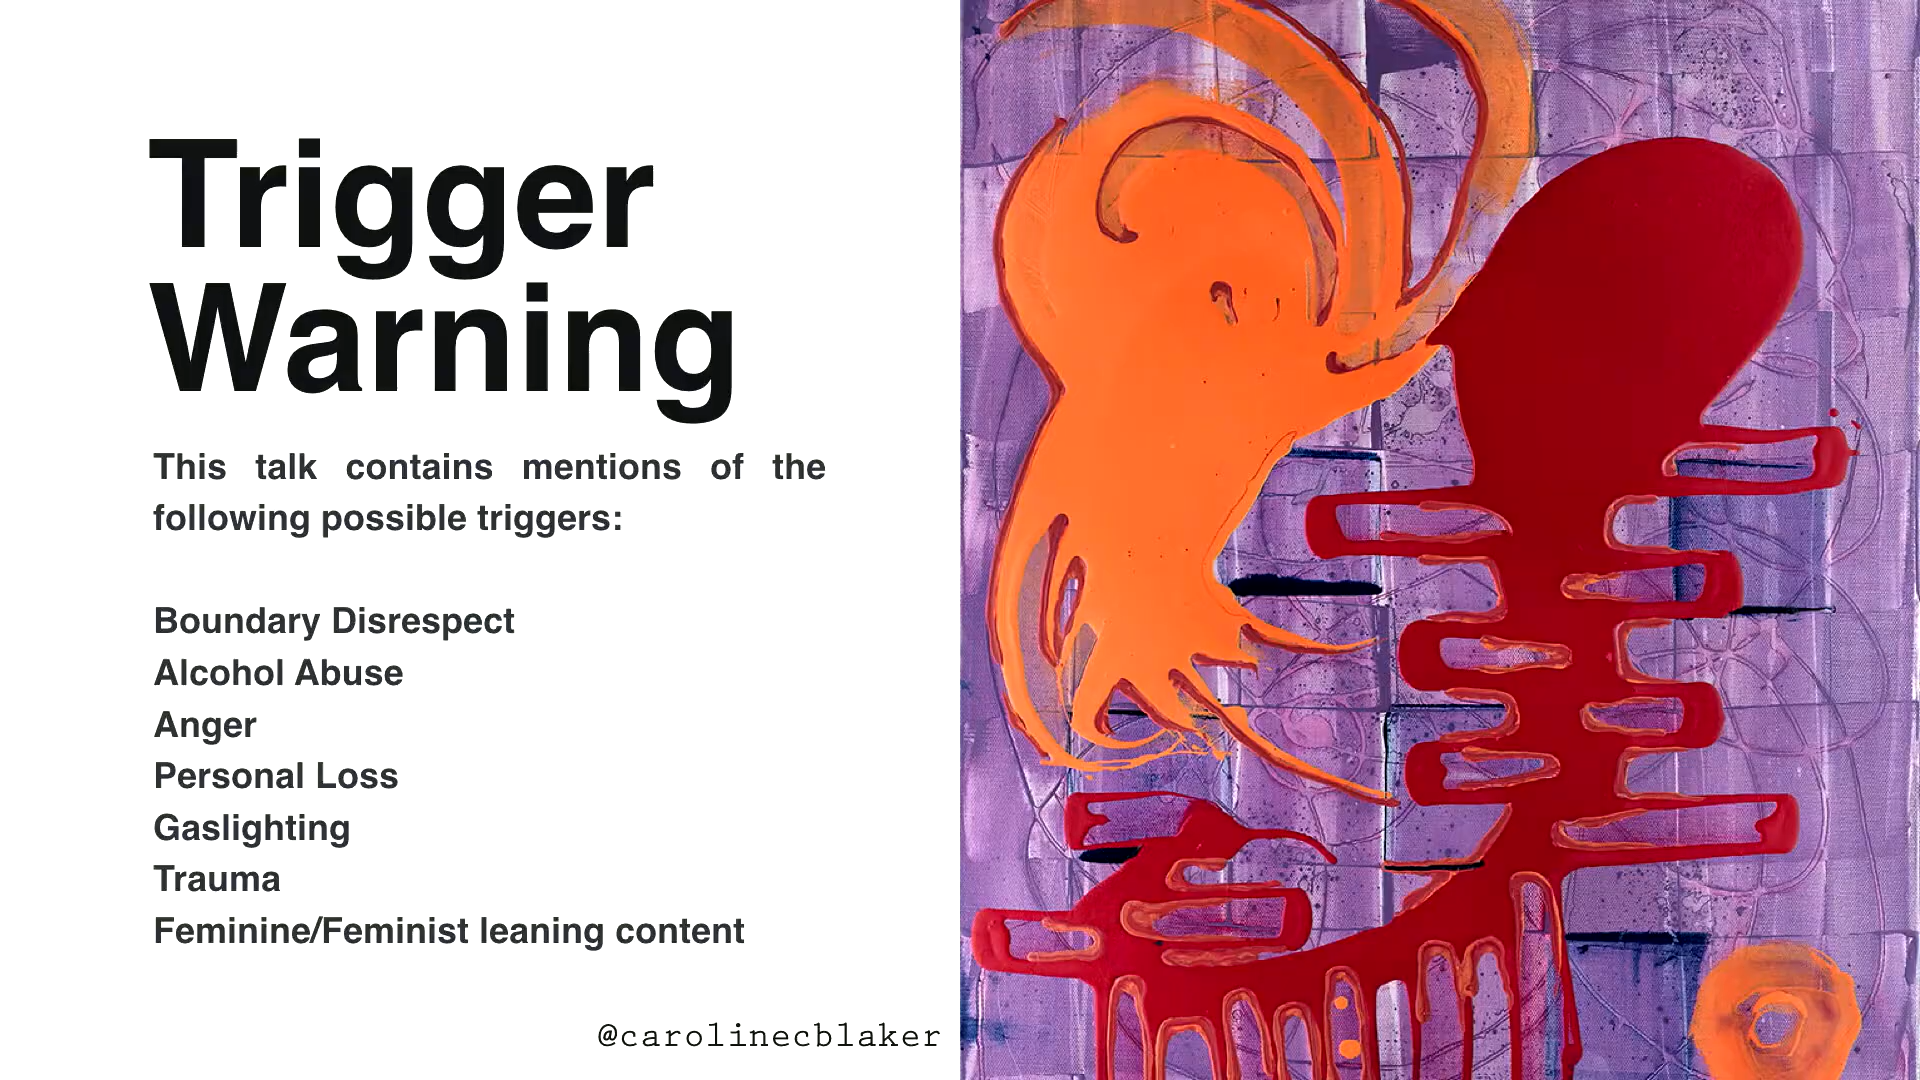 Trigger
Warning
This talk contains mentions of the
following possible triggers:
Boundary Disrespect
Alcohol Abuse
Anger
Personal Loss
Gaslighting
Trauma
Feminine/Feminist leaning content
@carolinecblaker